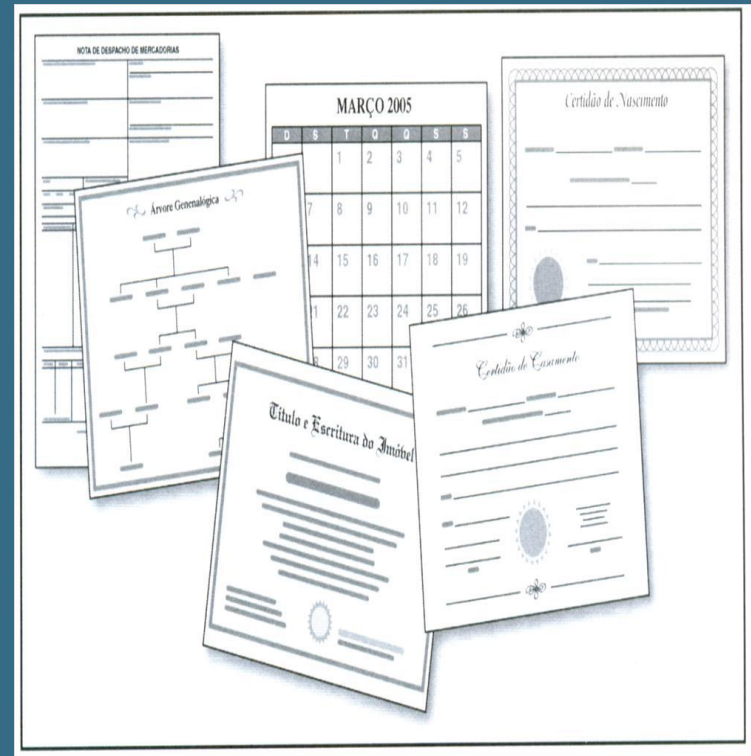 NOTA DE DESPACHO DE MERCADORIAS
MARÇO 2005
D S T Q Q S S
1 2 3 4 5
7 8 9 10 11 12
14 15 16 17 18 19
21 22 23 24 25 26
29 30 31
Certidão de Nascimento
Árvore Genenalógica
Título e Escritura do Imóbel
Certidão de Casamento